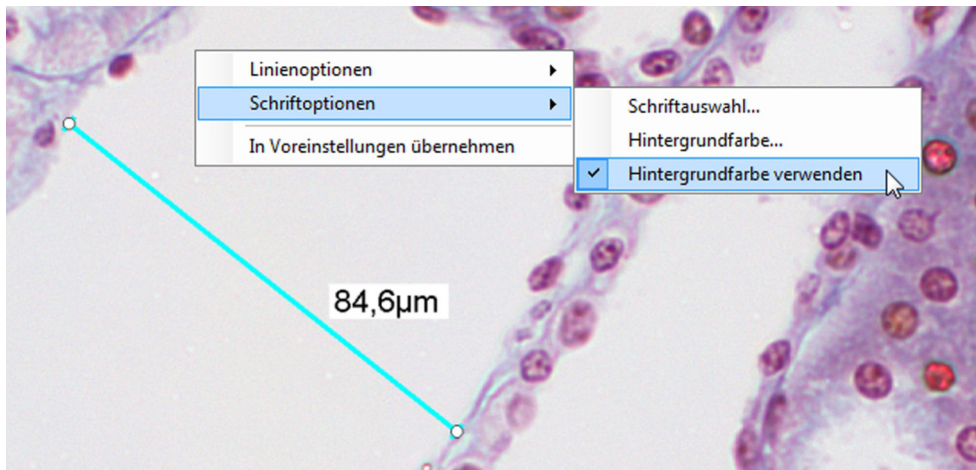 Linienoptionen
Schriftoptionen
In Voreinstellungen übernehmen
Schriftauswahl...
Hintergrundfarbe...
Hintergrundfarbe verwenden
84,6µm